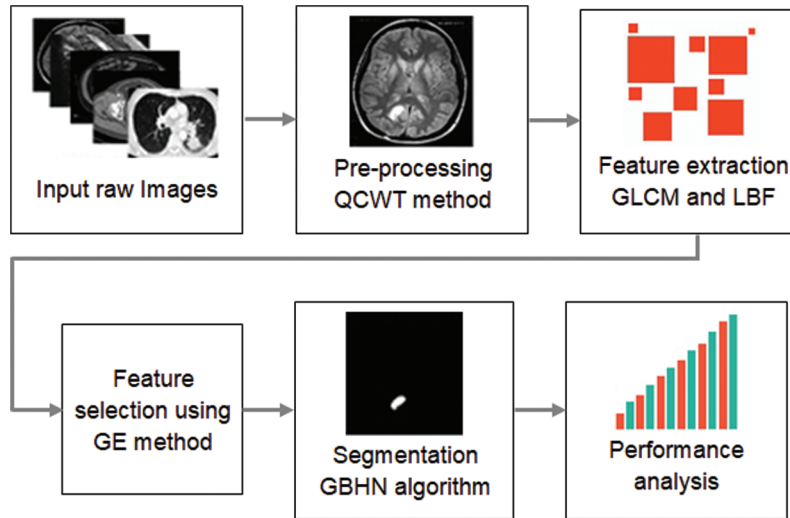 Input raw Images
Pre-processing
QCWT method
Feature extraction
GLCM and LBF
Feature
selection using
GE method
Segmentation
GBHN algorithm
Performance
analysis